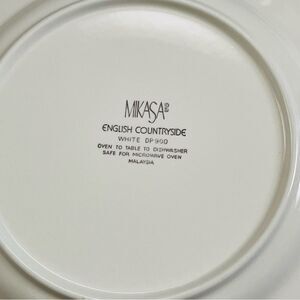 MIKASA®
ENGLISH COUNTRYSIDE
WHITE DP900
OVEN TO TABLE TO DISHWASHER
SAFE FOR MICROWAVE OVEN
MALAYSIA